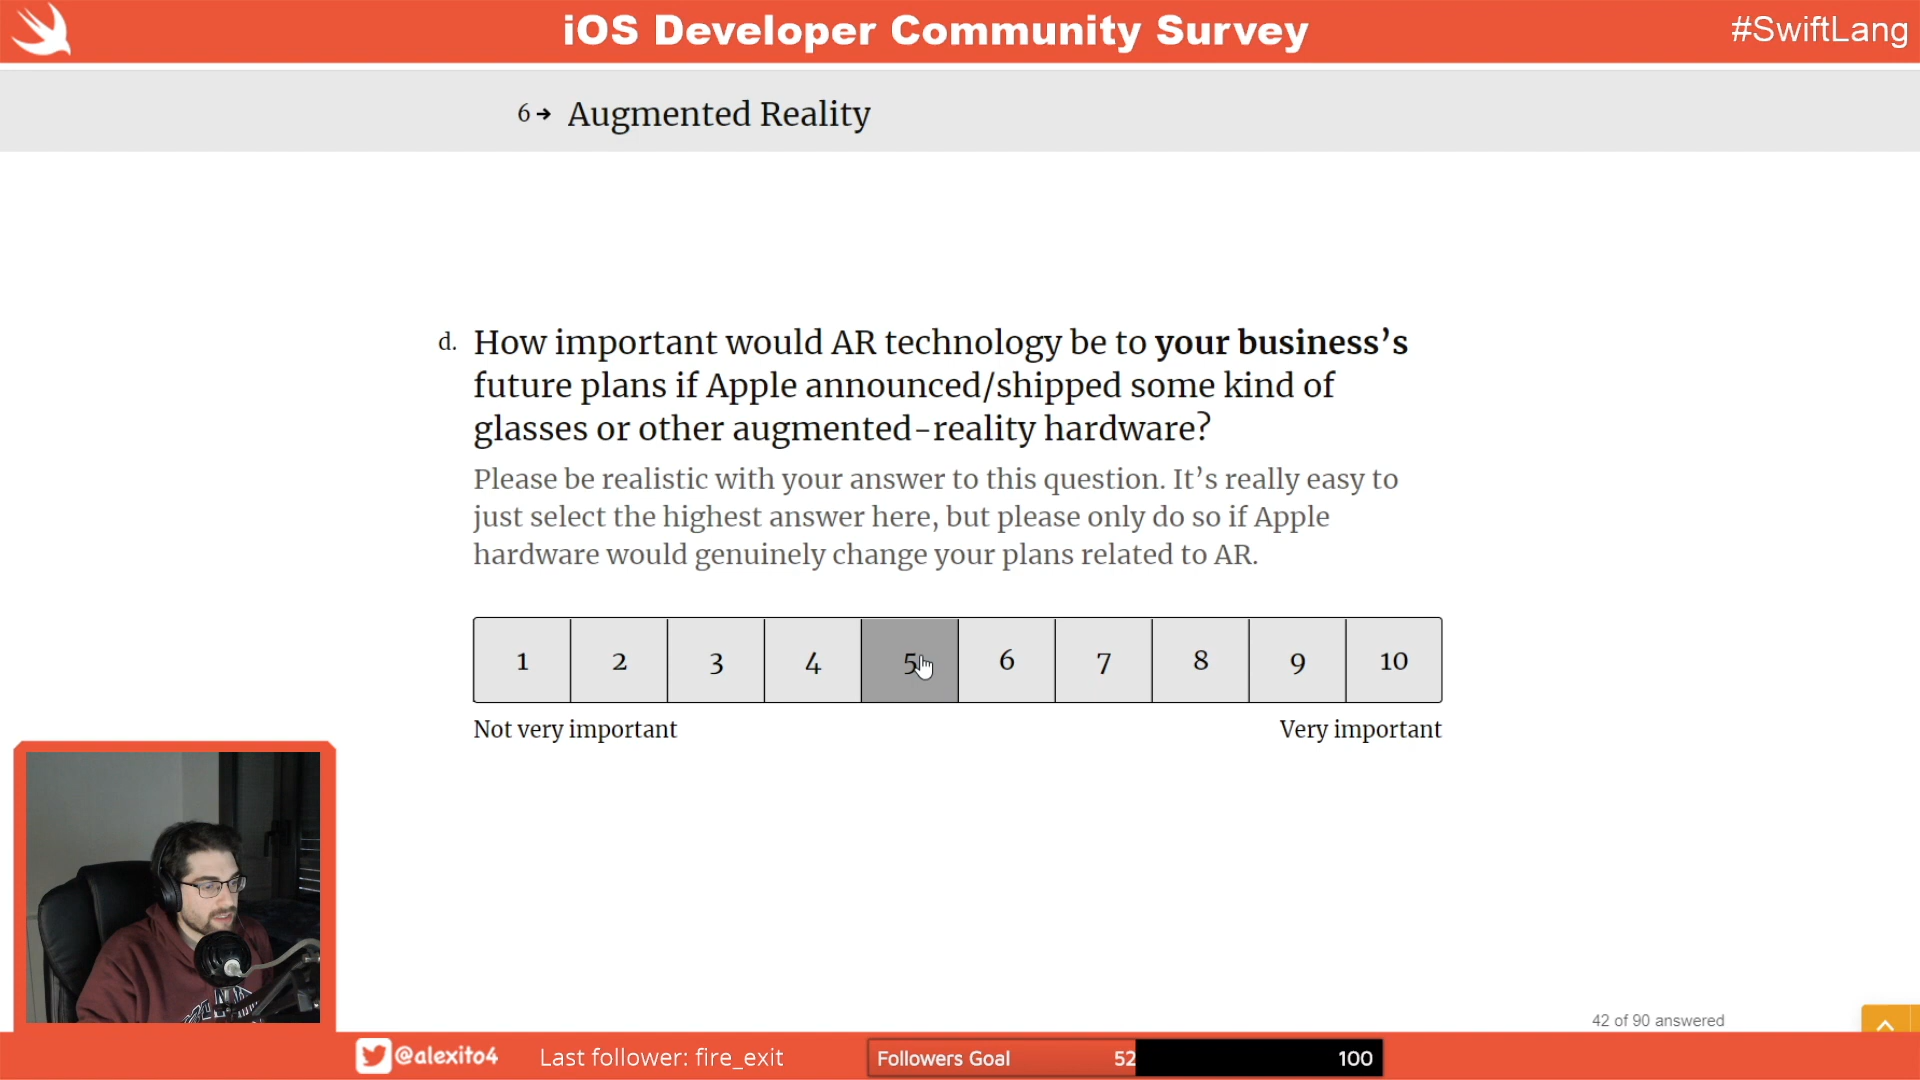 iOS Developer Community Survey
#SwiftLang
6 → Augmented Reality
d. How important would AR technology be to your business’s
future plans if Apple announced/shipped some kind of
glasses or other augmented-reality hardware?
Please be realistic with your answer to this question. It’s really easy to
just select the highest answer here, but please only do so if Apple
hardware would genuinely change your plans related to AR.
1 2 3 4 5 6 7 8 9 10
Not very important
Very important
42 of 90 answered
@alexito4
Last follower: fire_exit
Followers Goal 52 100